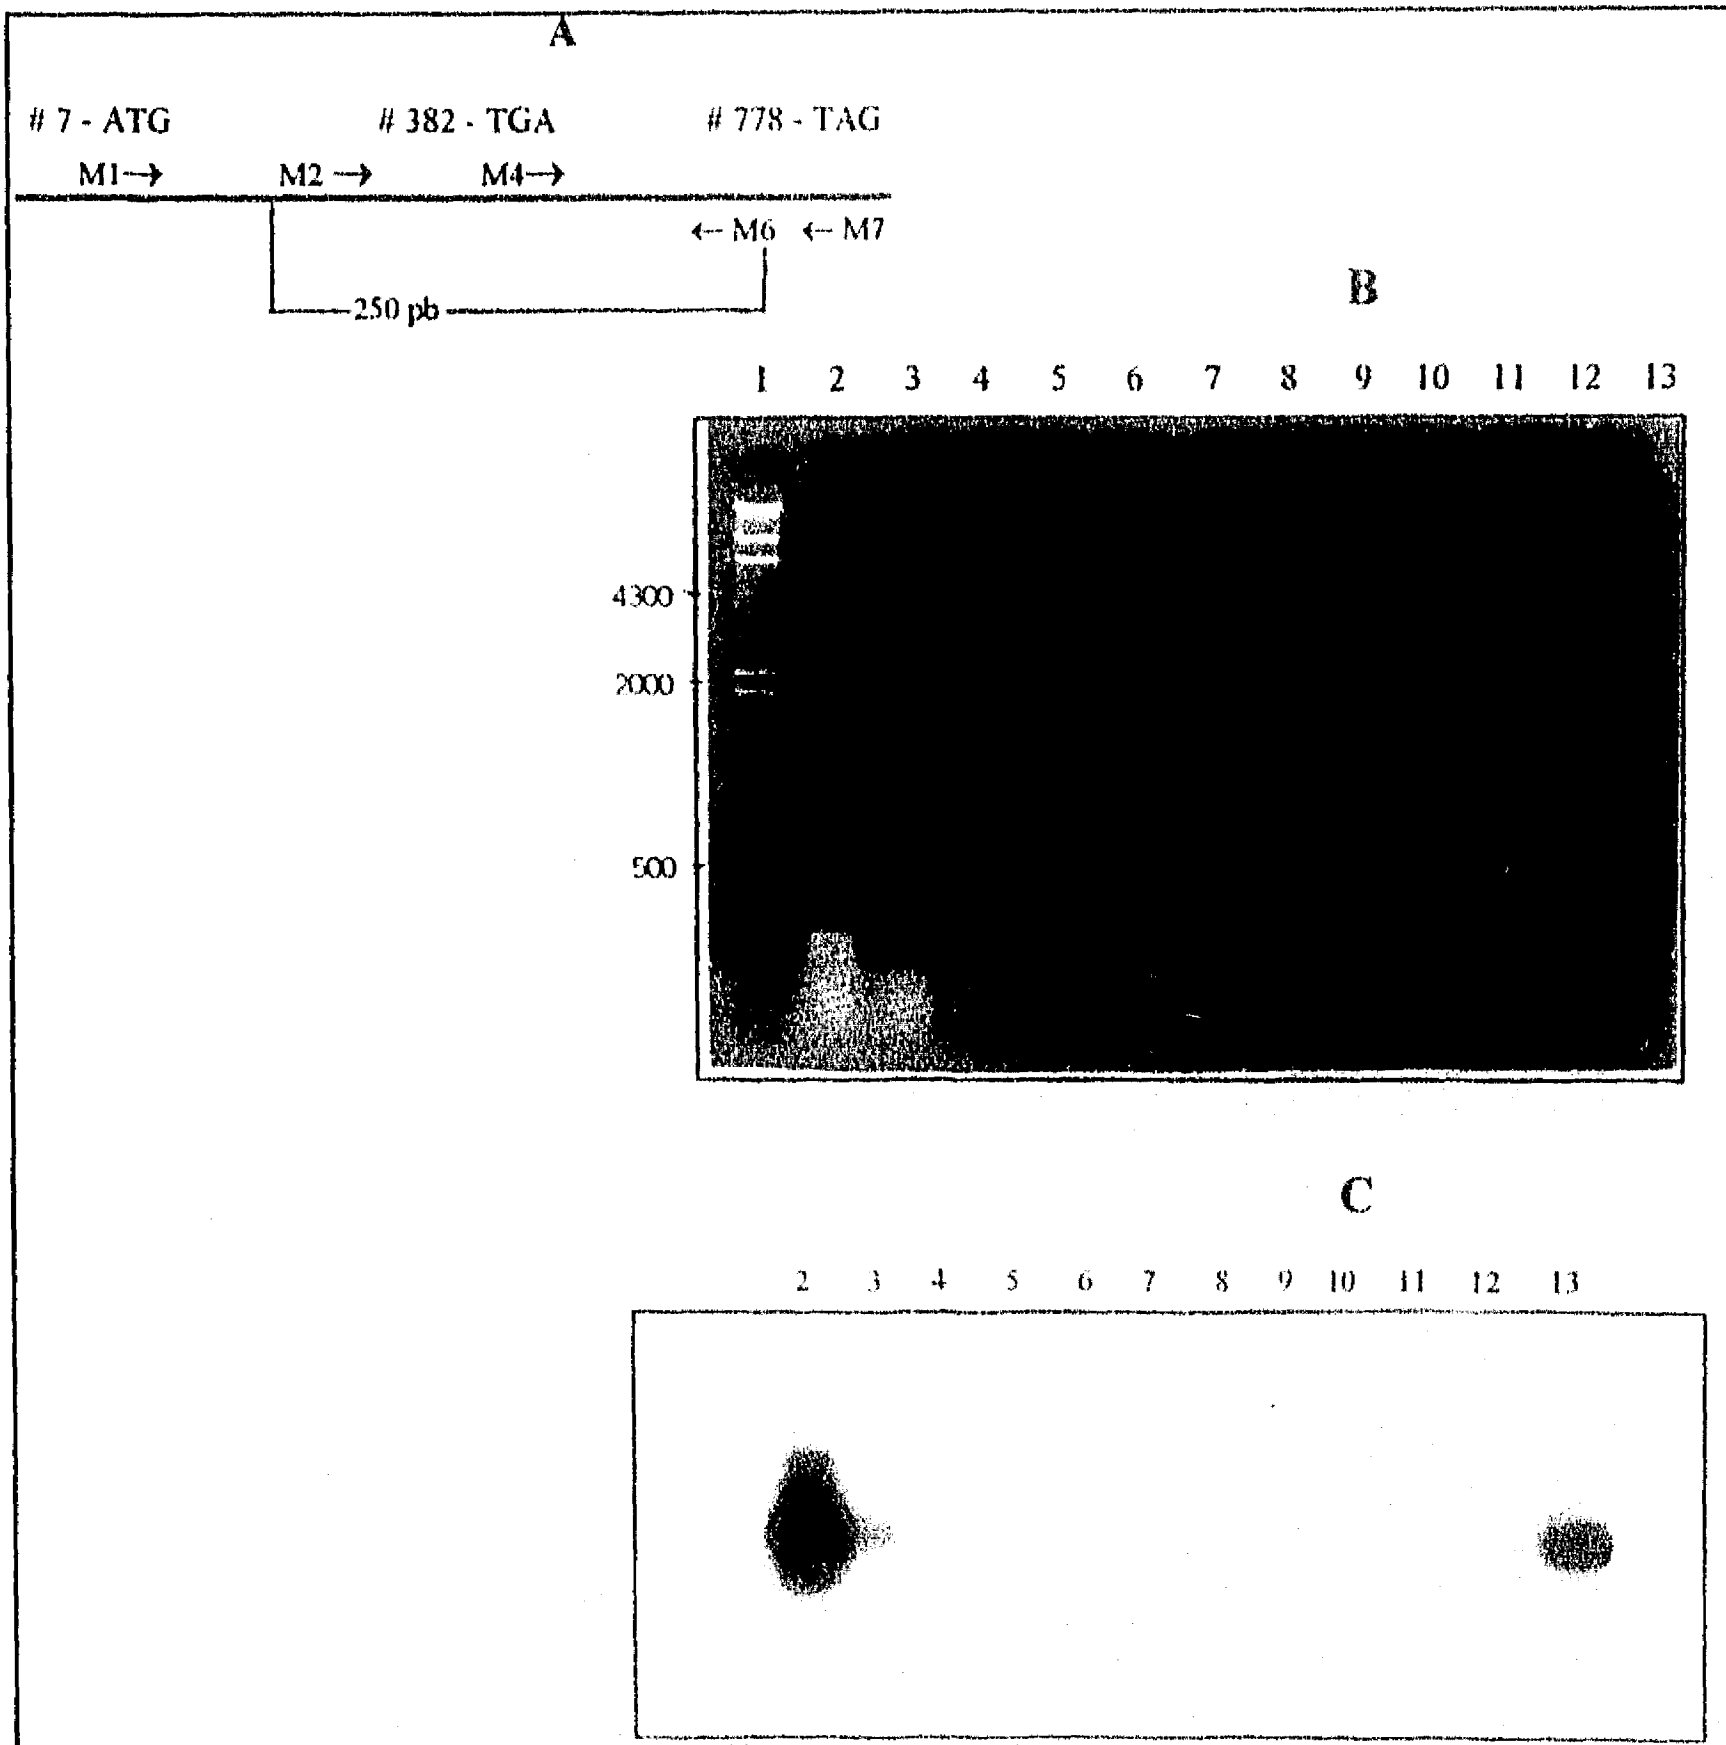 A
# 7 - ATG # 382 - TGA # 778 - TAG
M1→ M2 → M4→
←- M6 ←- M7
250 pb
B
1 2 3 4 5 6 7 8 9 10 11 12 13
4300
2000
500
C
2 3 4 5 6 7 8 9 10 11 12 13